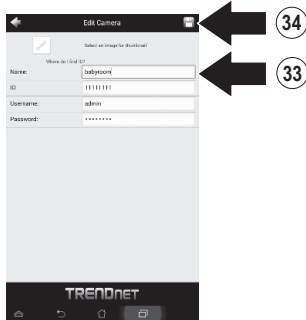 Edit Camera
34
Select an image for thumbnail
Where do I find ID?
Name: babyroom
33
ID 11111111
Username: admin
Password: ••••••••
TRENDNET